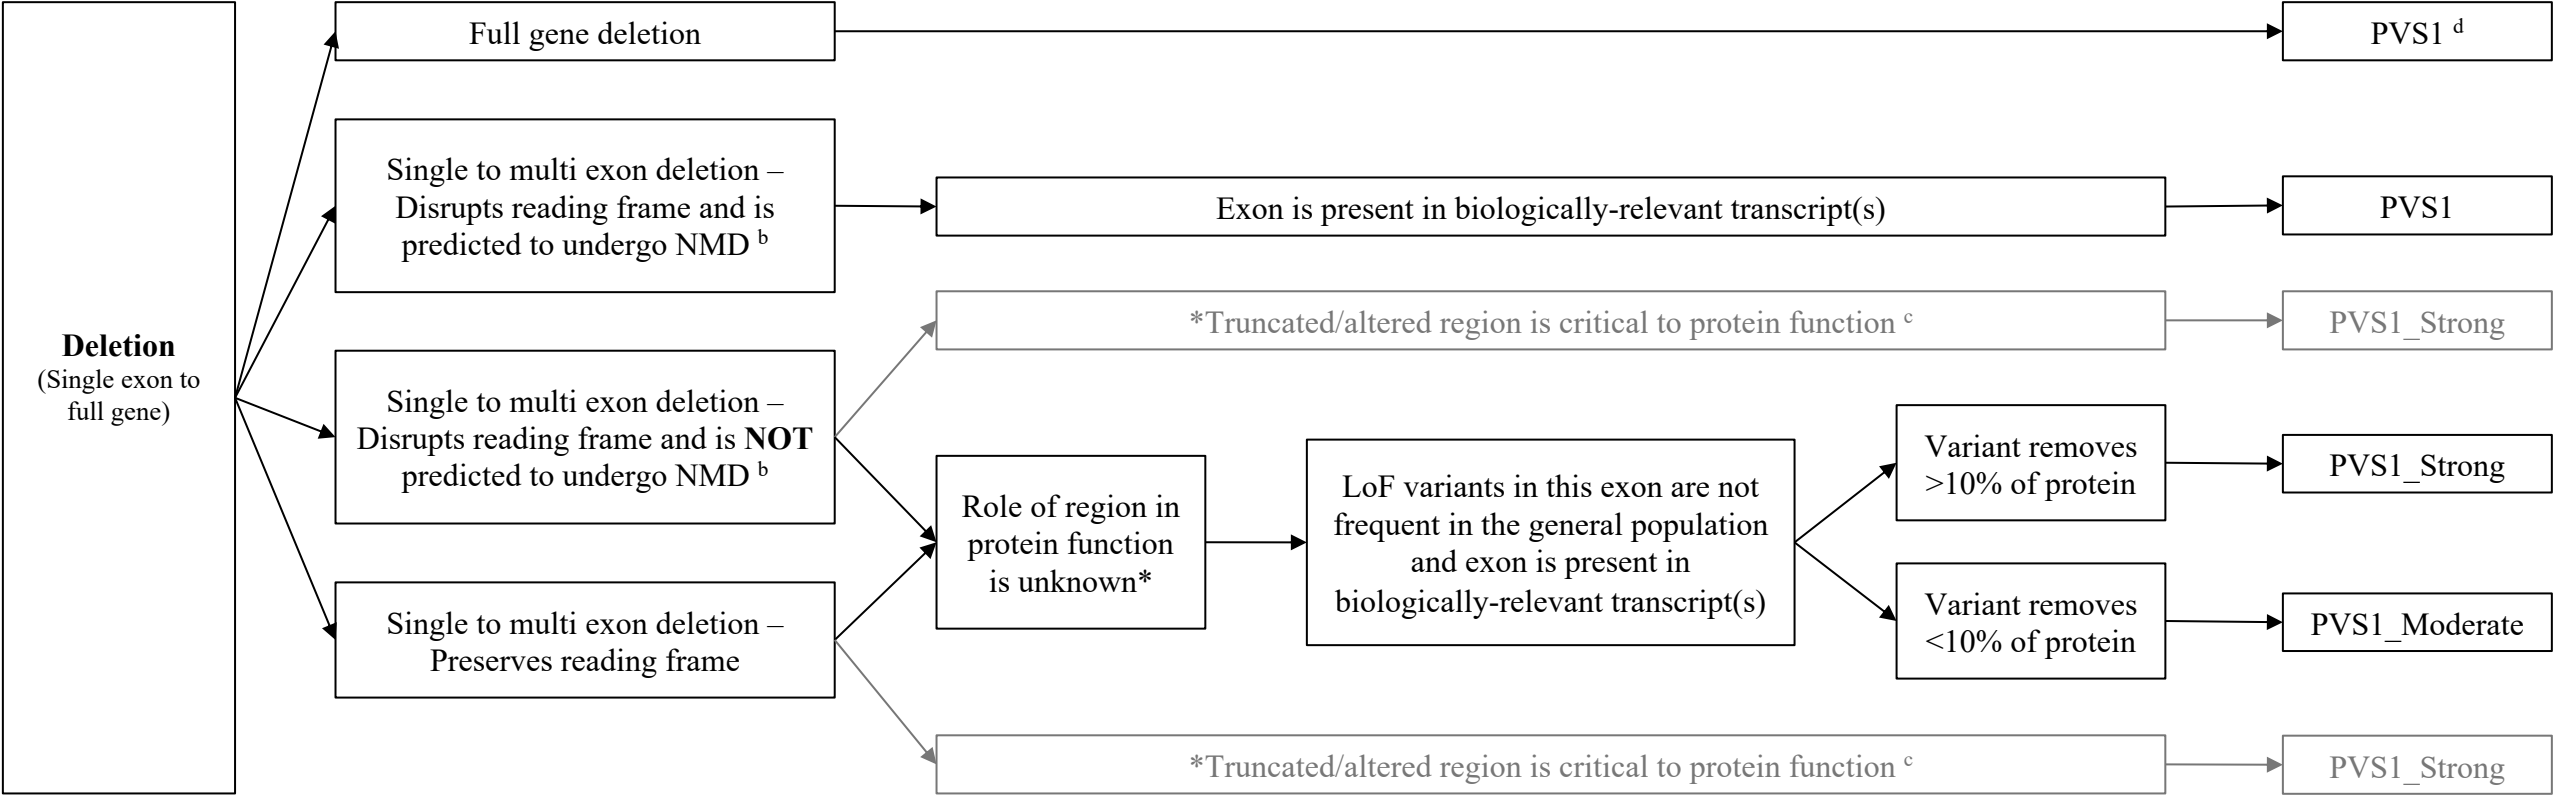 Deletion
(Single exon to
full gene)
Full gene deletion
PVS1 d
Single to multi exon deletion –
Disrupts reading frame and is
predicted to undergo NMD b
Exon is present in biologically-relevant transcript(s)
PVS1
Single to multi exon deletion –
Disrupts reading frame and is NOT
predicted to undergo NMD b
*Truncated/altered region is critical to protein function c
PVS1_Strong
Single to multi exon deletion –
Preserves reading frame
Role of region in
protein function
is unknown*
LoF variants in this exon are not
frequent in the general population
and exon is present in
biologically-relevant transcript(s)
Variant removes
>10% of protein
PVS1_Strong
Variant removes
<10% of protein
PVS1_Moderate
*Truncated/altered region is critical to protein function c
PVS1_Strong